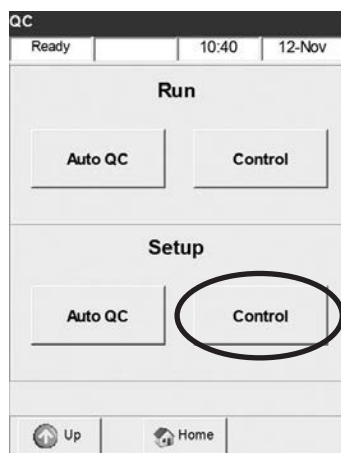 QC
Ready 10:40 12-Nov
Run
Auto QC Control
Setup
Auto QC Control
Up Home